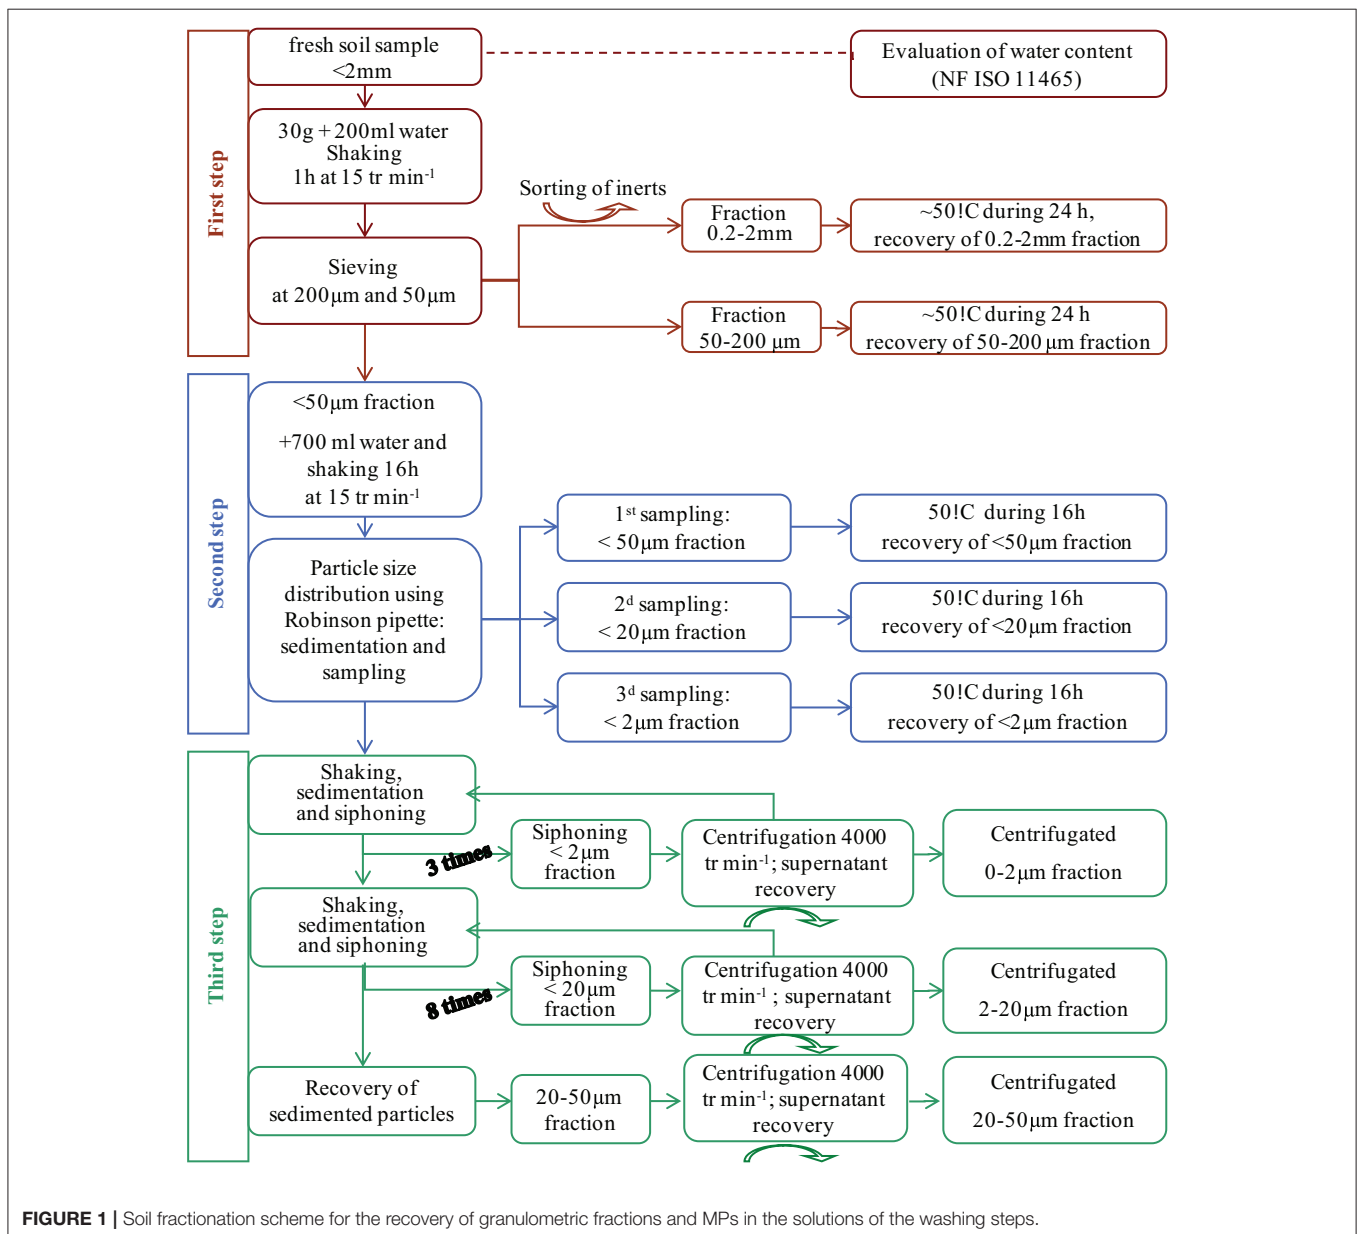 First step
fresh soil sample
<2mm
Evaluation of water content
(NF ISO 11465)
30g + 200ml water
Shaking
1h at 15 tr min⁻¹
Sorting of inerts
Fraction
0.2-2mm
~50!C during 24 h,
recovery of 0.2-2mm fraction
Sieving
at 200µm and 50µm
Fraction
50-200 µm
~50!C during 24 h
recovery of 50-200 µm fraction
Second step
<50µm fraction
+700 ml water and
shaking 16h
at 15 tr min⁻¹
Particle size
distribution using
Robinson pipette:
sedimentation and
sampling
1st sampling:
< 50µm fraction
50!C during 16h
recovery of <50µm fraction
2d sampling:
< 20µm fraction
50!C during 16h
recovery of <20µm fraction
3d sampling:
< 2µm fraction
50!C during 16h
recovery of <2µm fraction
Third step
Shaking,
sedimentation
and siphoning
3 times
Siphoning
< 2µm
fraction
Centrifugation 4000
tr min⁻¹; supernatant
recovery
Centrifugated
0-2µm fraction
Shaking,
sedimentation
and siphoning
8 times
Siphoning
< 20µm
fraction
Centrifugation 4000
tr min⁻¹ ; supernatant
recovery
Centrifugated
2-20µm fraction
Recovery of
sedimented particles
20-50µm
fraction
Centrifugation 4000
tr min⁻¹; supernatant
recovery
Centrifugated
20-50µm fraction
FIGURE 1 | Soil fractionation scheme for the recovery of granulometric fractions and MPs in the solutions of the washing steps.